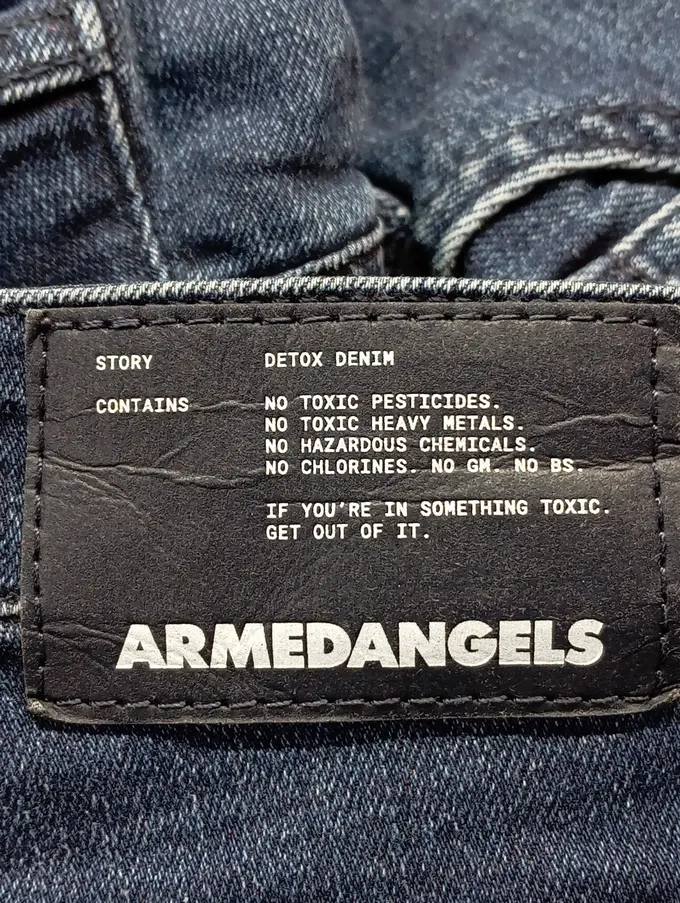 STORY DETOX DENIM
CONTAINS NO TOXIC PESTICIDES.
NO TOXIC HEAVY METALS.
NO HAZARDOUS CHEMICALS.
NO CHLORINES. NO GM. NO BS.
IF YOU'RE IN SOMETHING TOXIC.
GET OUT OF IT.
ARMEDANGELS